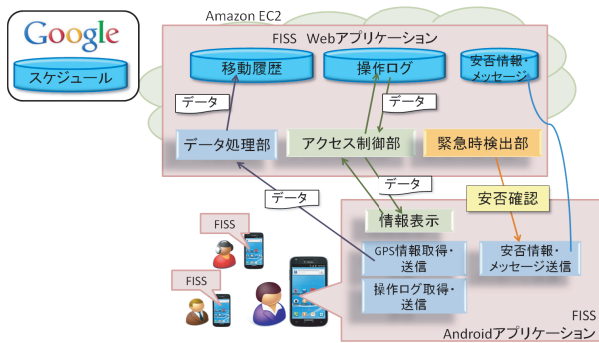 Amazon EC2
Google
スケジュール
FISS Webアプリケーション
移動履歴
操作ログ
安否情報・
メッセージ
データ
データ
データ処理部
アクセス制御部
緊急時検出部
データ
データ
安否確認
情報表示
FISS
GPS情報取得・
送信
安否情報・
メッセージ送信
FISS
操作ログ取得・
送信
FISS
Androidアプリケーション